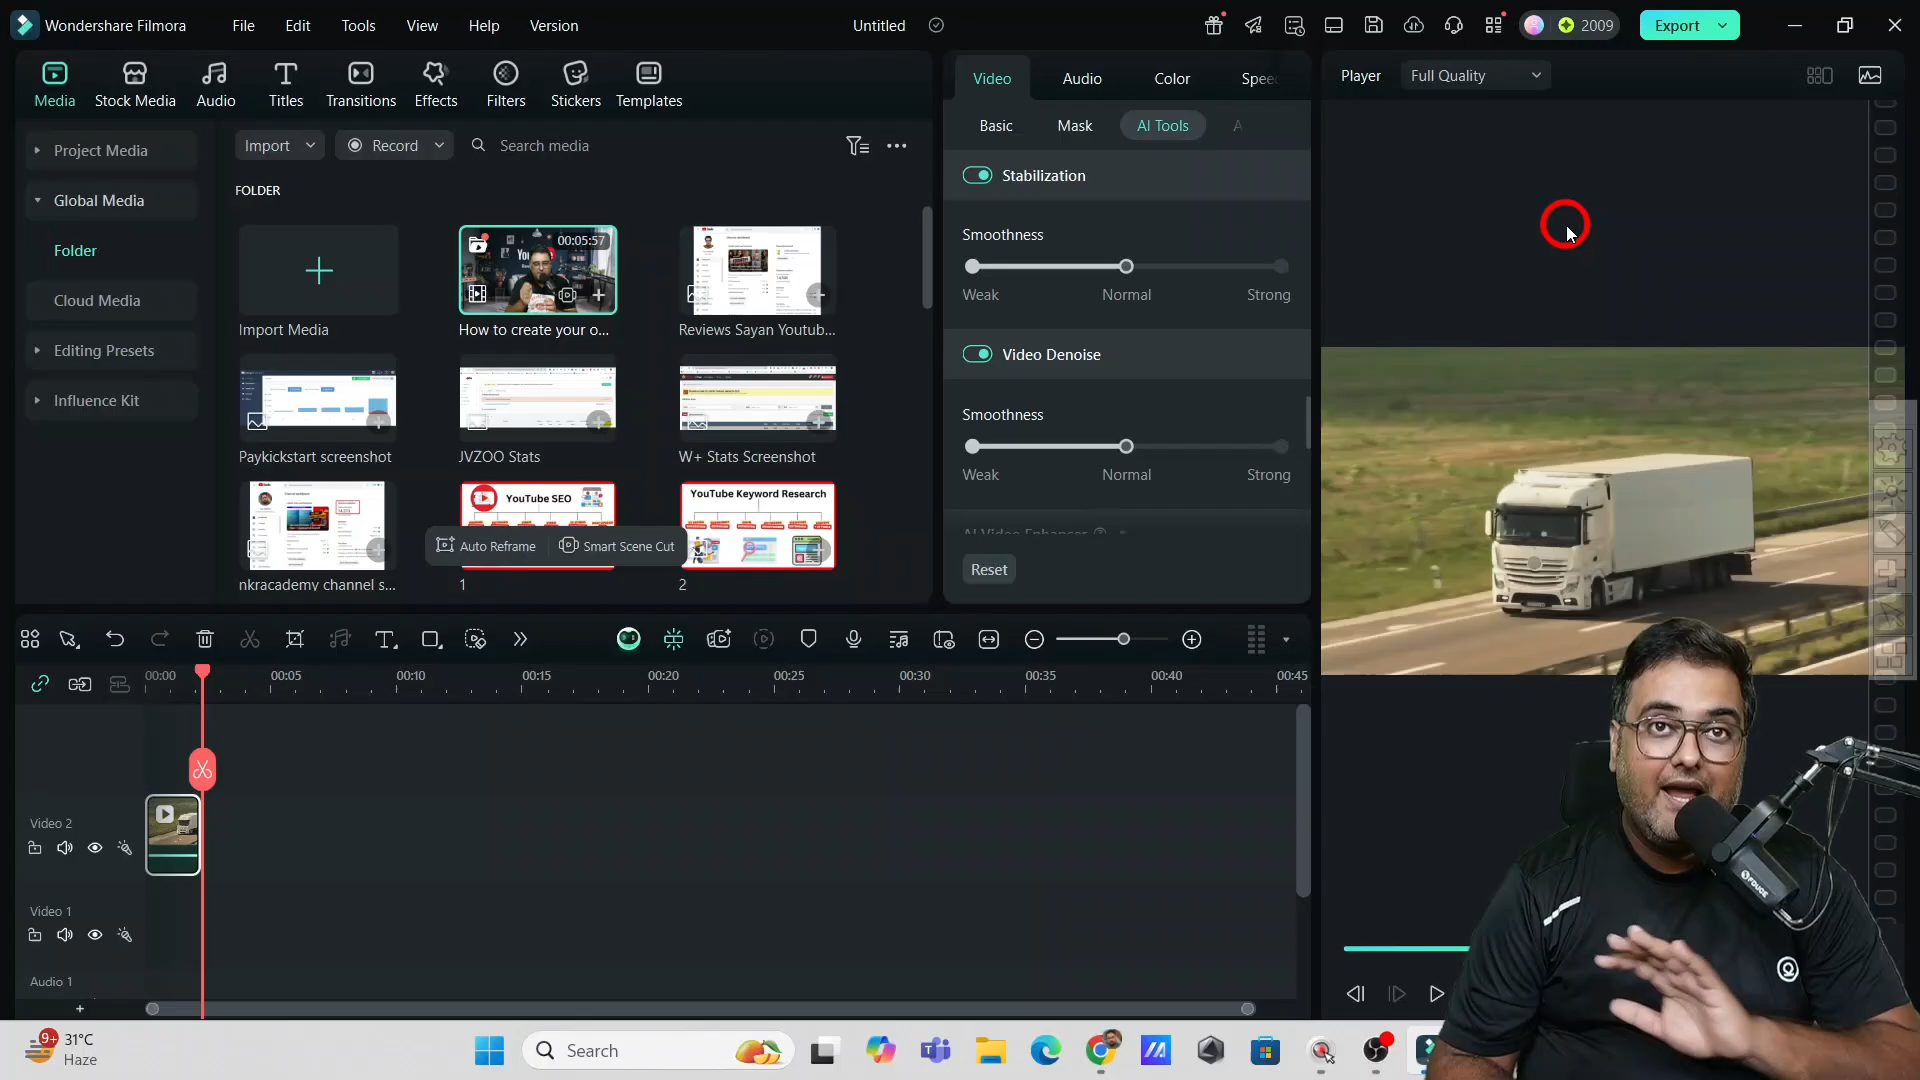 Wondershare Filmora
File
Edit
Tools
View
Help
Version
Untitled
2009
Export
Media
Stock Media
Audio
Titles
Transitions
Effects
Filters
Stickers
Templates
Video
Audio
Color
Spee
Player
Full Quality
Project Media
Global Media
Folder
Cloud Media
Editing Presets
Influence Kit
Import
Record
Search media
FOLDER
Import Media
00:05:57
How to create your o...
Reviews Sayan Youtub...
Paykickstart screenshot
JVZOO Stats
W+ Stats Screenshot
YouTube SEO
YouTube Keyword Research
nkracademy channel s...
1
2
Auto Reframe
Smart Scene Cut
Basic
Mask
AI Tools
A
Stabilization
Smoothness
Weak
Normal
Strong
Video Denoise
Smoothness
Weak
Normal
Strong
AI Video Enhancer
Reset
00:00
00:05
00:10
00:15
00:20
00:25
00:30
00:35
00:40
00:45
Video 2
Video 1
Audio 1
9+
31°C
Haze
Search